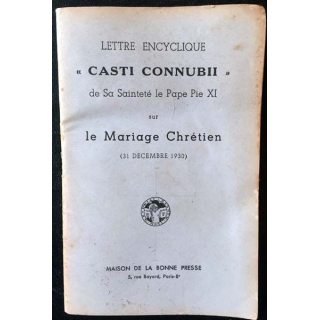 LETTRE ENCYCLIQUE
" CASTI CONNUBII "
de Sa Sainteté le Pape Pie XI
sur
le Mariage Chrétien
(31 DÉCEMBRE 1930)
MAISON DE LA BONNE PRESSE
5, rue Bayard, Paris-8ᵉ